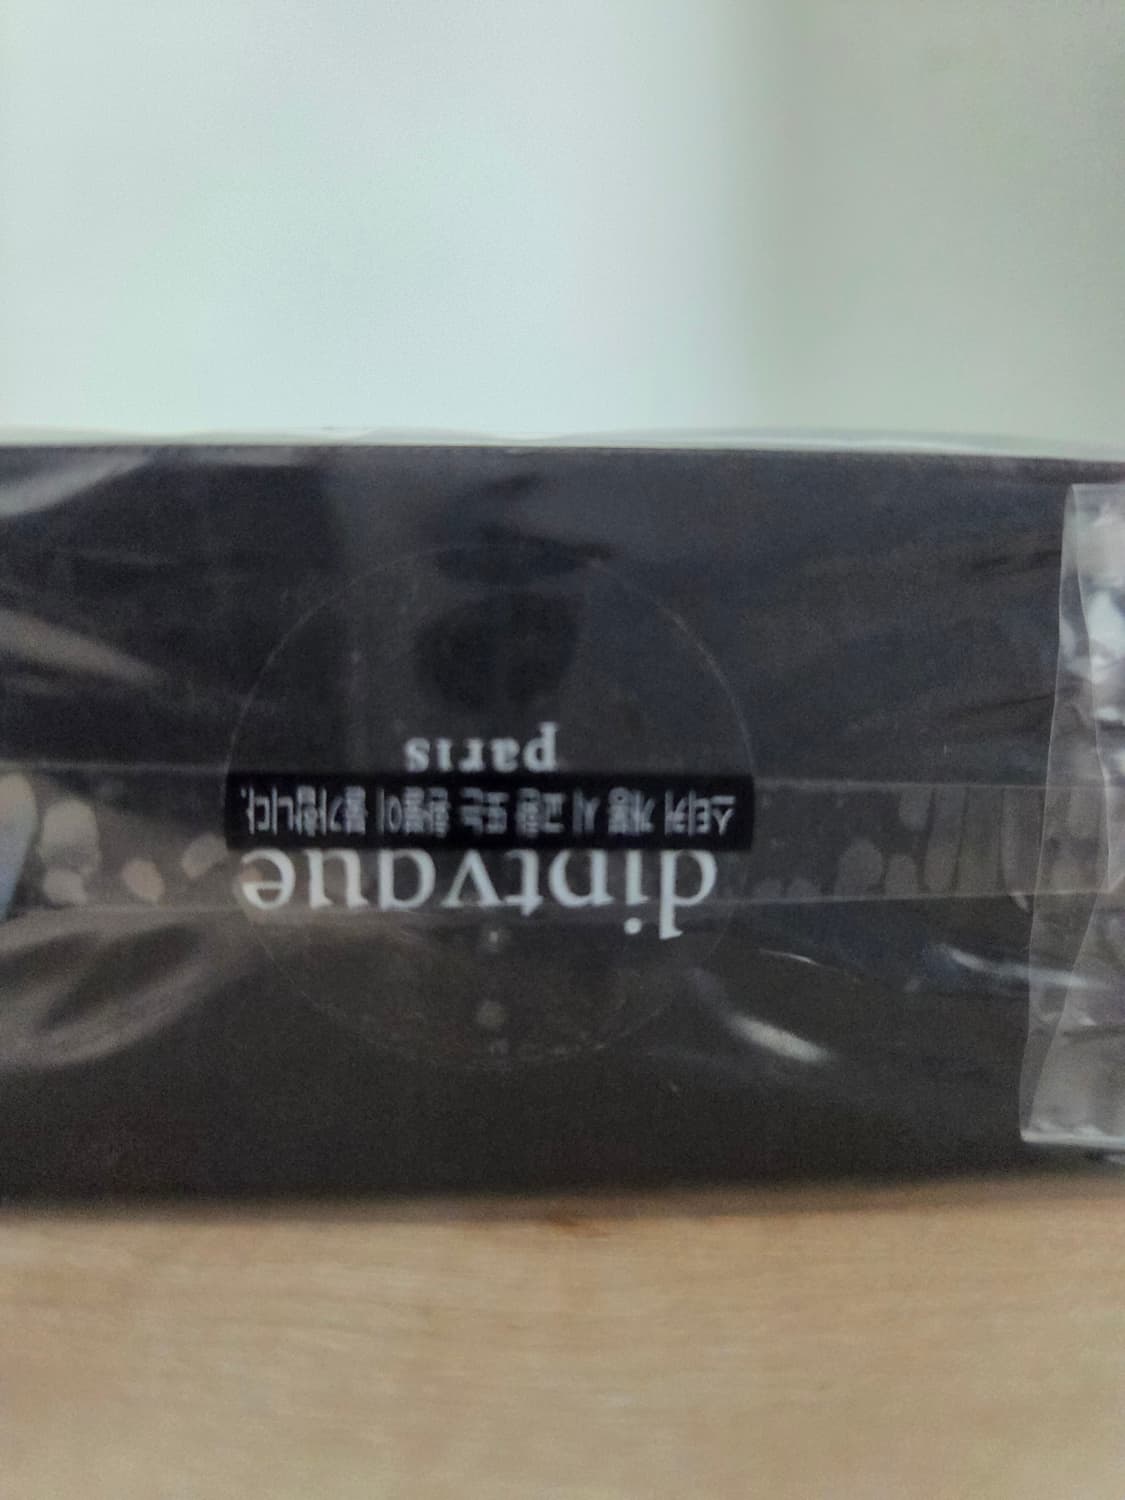 diptyque
스티커 개봉 시 교환 또는 환불이 불가합니다.
paris